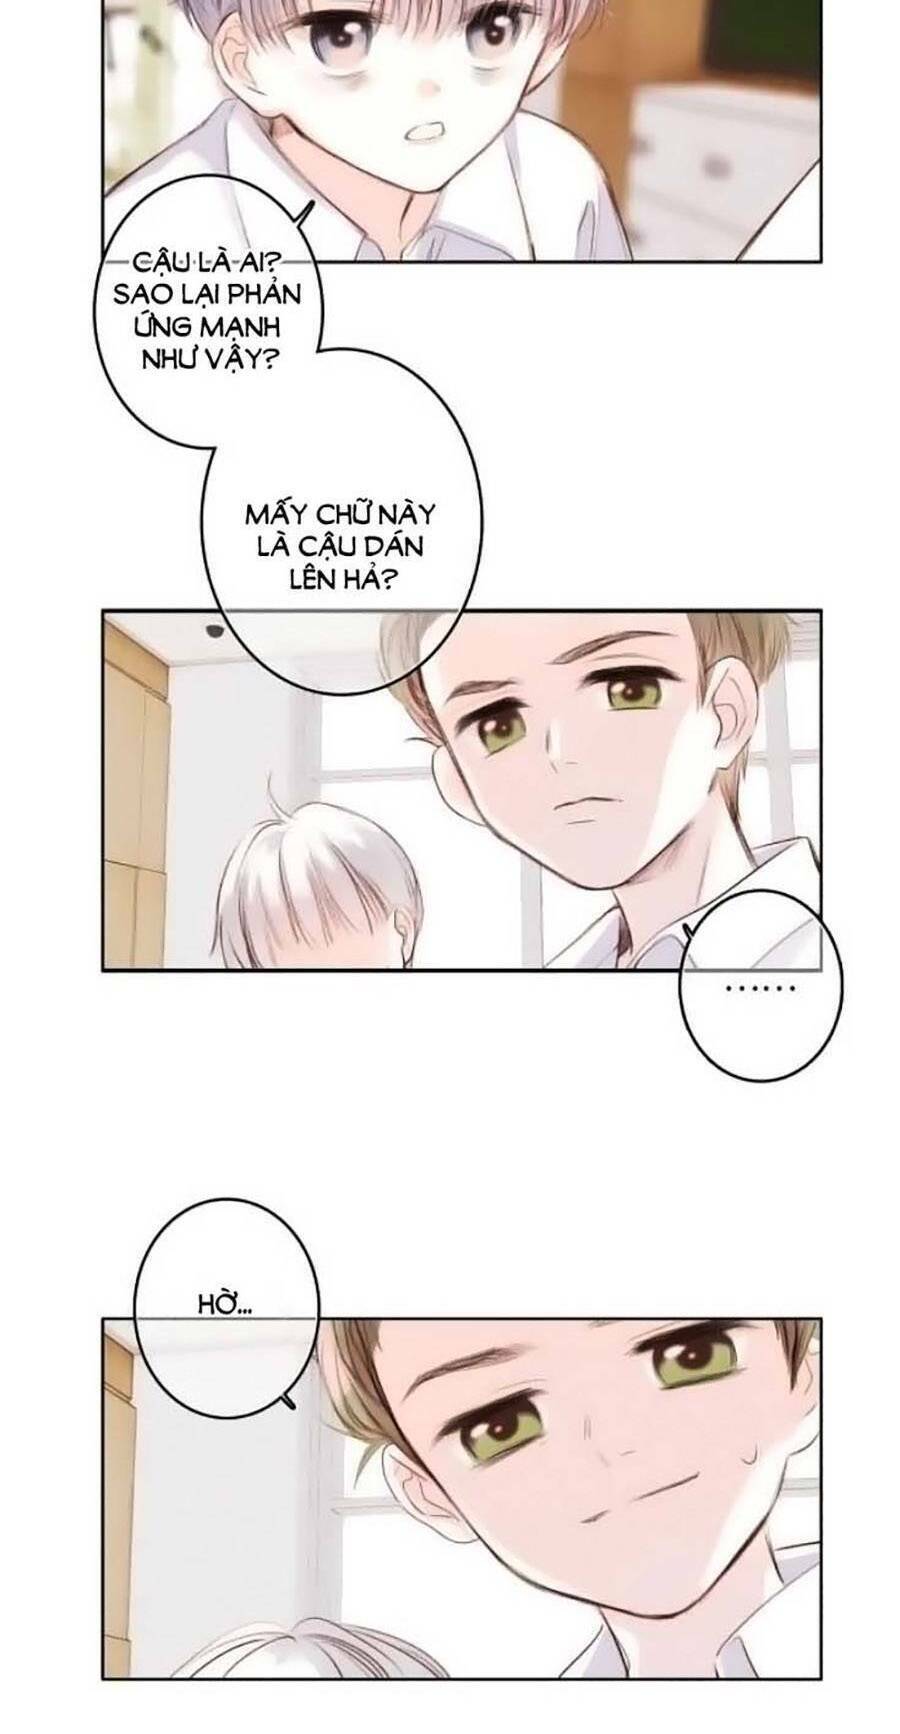 CẬU LÀ AI?
SAO LẠI PHẢN
ỨNG MẠNH
NHƯ VẬY?
MẤY CHỮ NÀY
LÀ CẬU DÁN
LÊN HẢ?
......
HỜ...